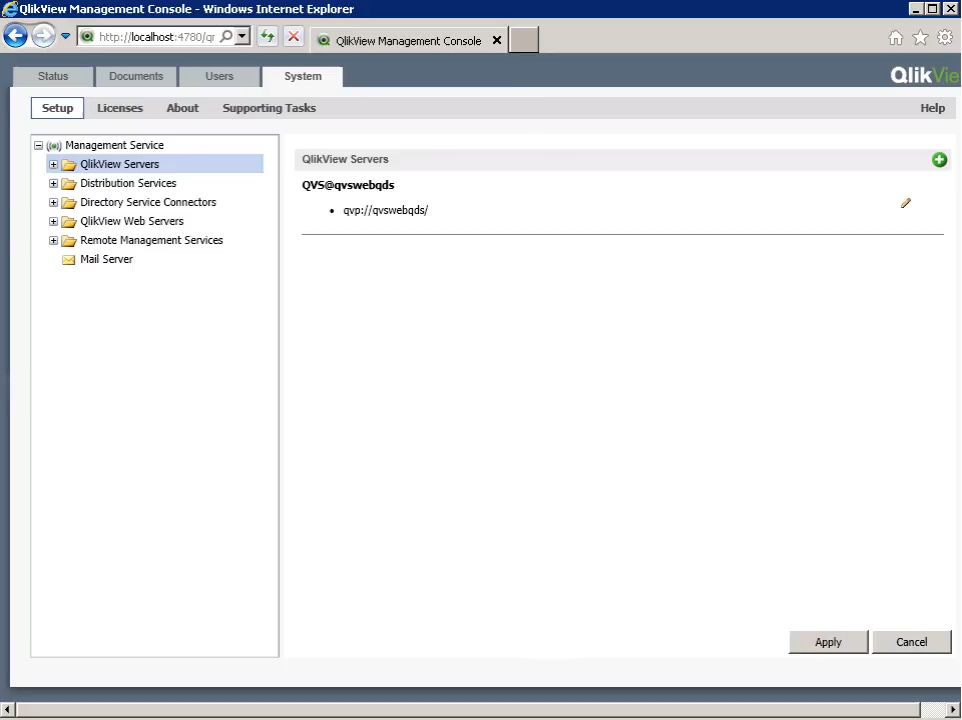 QlikView Management Console - Windows Internet Explorer
http://localhost:4780/qr
QlikView Management Console
Status
Documents
Users
System
QlikVie
Setup
Licenses
About
Supporting Tasks
Help
Management Service
QlikView Servers
Distribution Services
Directory Service Connectors
QlikView Web Servers
Remote Management Services
Mail Server
QlikView Servers
QVS@qvswebqds
• qvp://qvswebqds/
Apply
Cancel